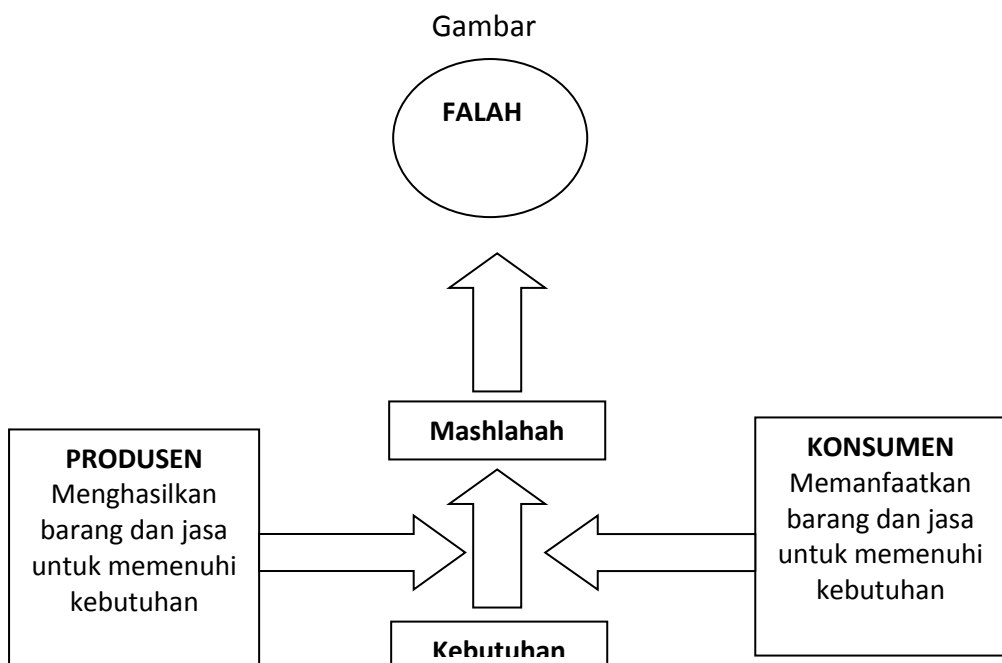 Gambar
FALAH
Mashlahah
PRODUSEN
Menghasilkan
barang dan jasa
untuk memenuhi
kebutuhan
KONSUMEN
Memanfaatkan
barang dan jasa
untuk memenuhi
kebutuhan
Kebutuhan